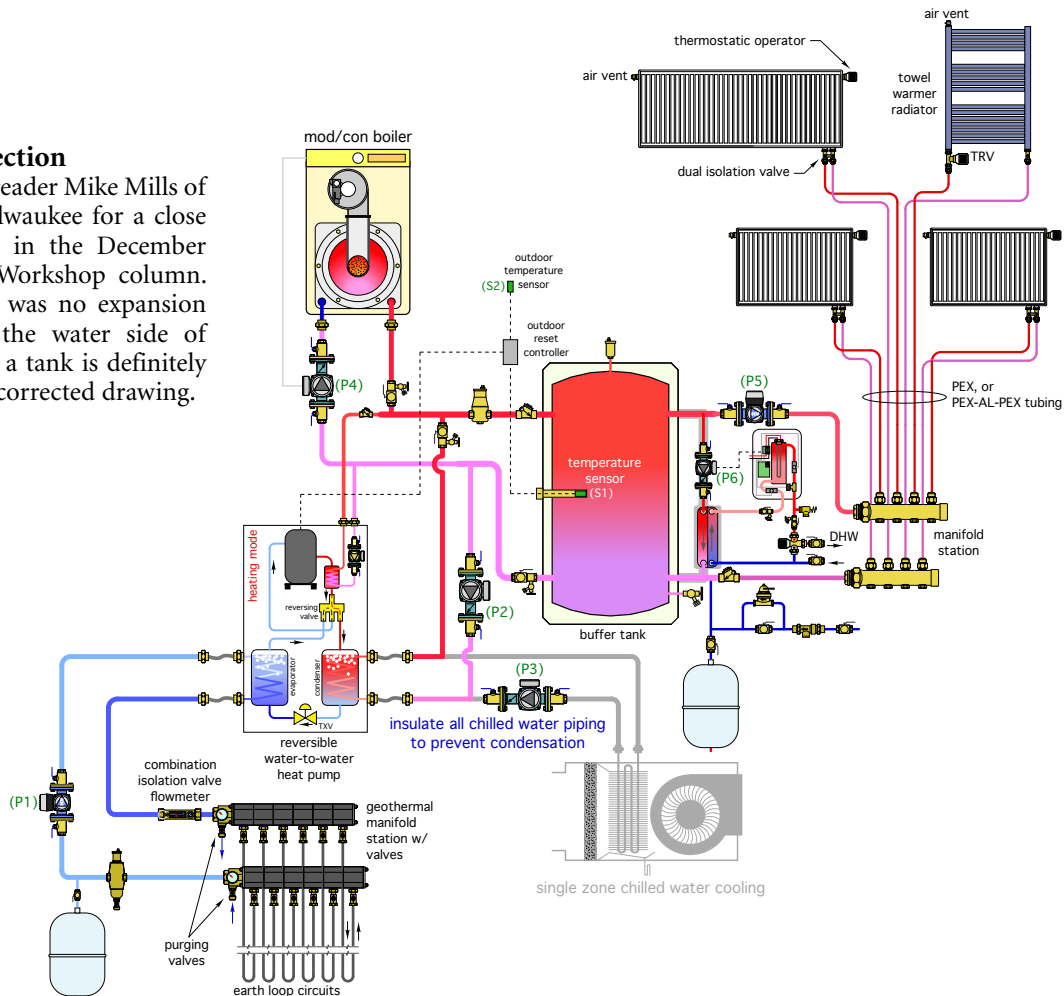 ection
eader Mike Mills of
lwaukee for a close
in the December
Workshop column.
was no expansion
the water side of
a tank is definitely
corrected drawing.
mod/con boiler
(P4)
outdoor
temperature
sensor
(S2)
outdoor
reset
controller
air vent
thermostatic operator
air vent
towel
warmer
radiator
TRV
dual isolation valve
PEX, or
PEX-AL-PEX tubing
(P5)
(P6)
temperature
sensor
(S1)
DHW
manifold
station
buffer tank
heating mode
reversing
valve
evaporator
condenser
TXV
reversible
water-to-water
heat pump
(P2)
(P3)
insulate all chilled water piping
to prevent condensation
single zone chilled water cooling
(P1)
combination
isolation valve
flowmeter
geothermal
manifold
station w/
valves
purging
valves
earth loop circuits